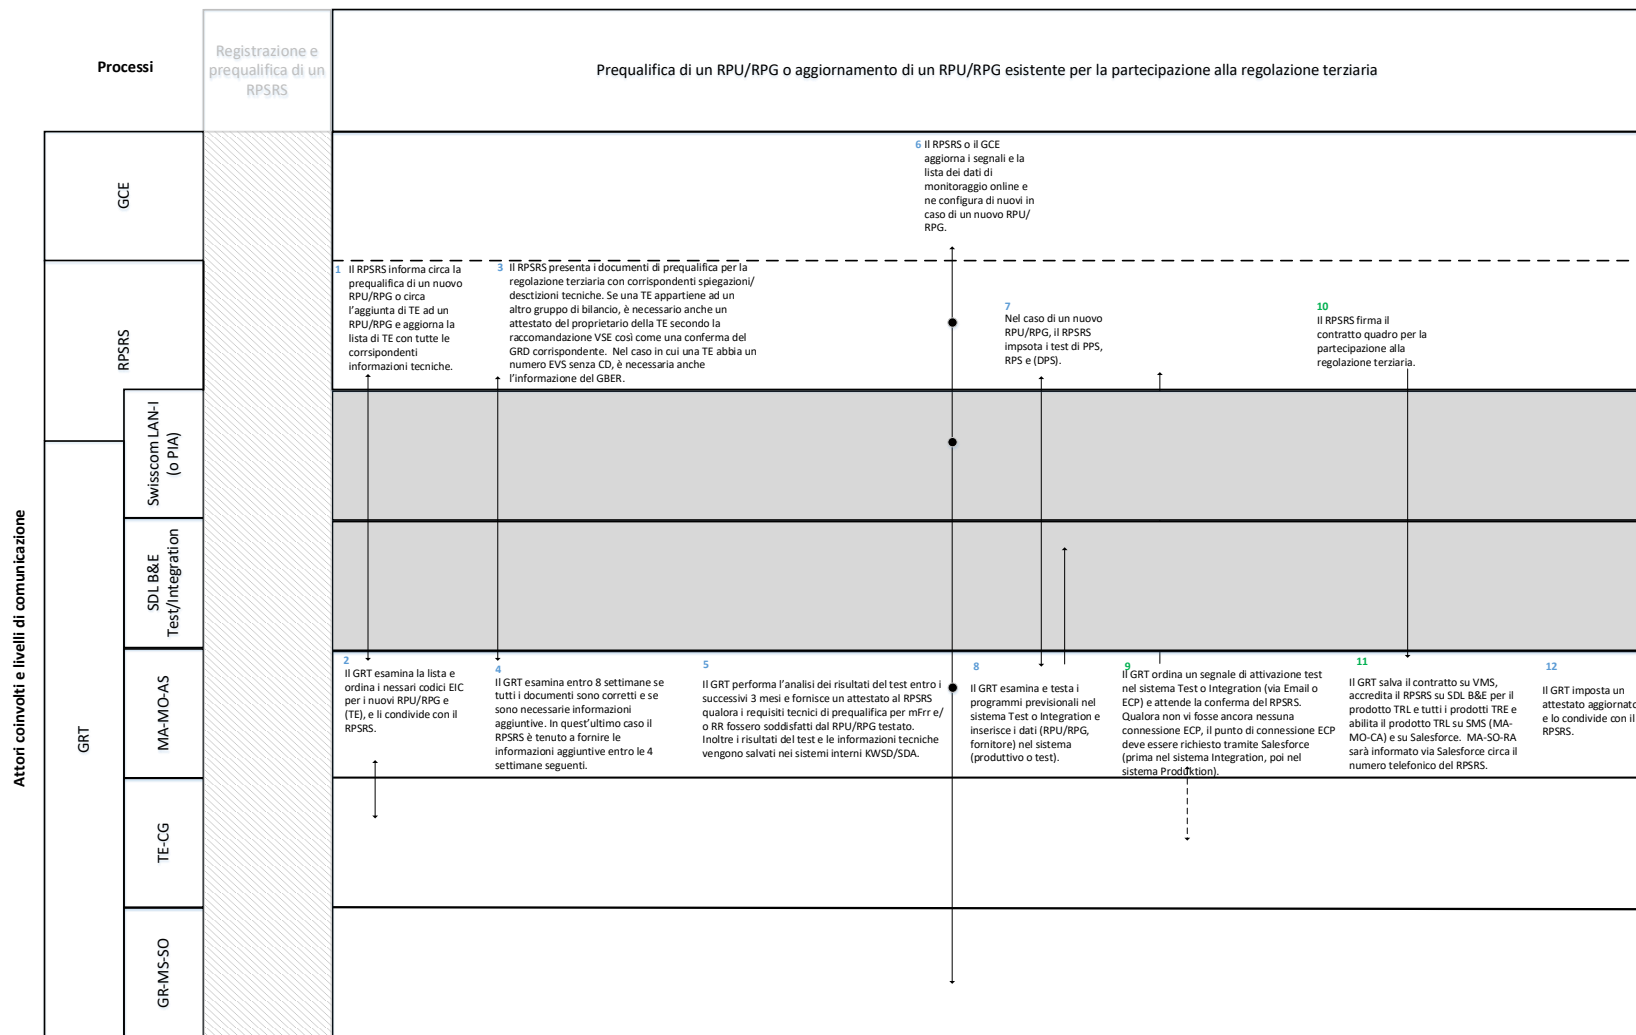 Processi
Registrazione e
prequalifica di un
RPSRS
Prequalifica di un RPU/RPG o aggiornamento di un RPU/RPG esistente per la partecipazione alla regolazione terziaria
Attori coinvolti e livelli di comunicazione
GCE
RPSRS
Swisscom LAN-I
(o PIA)
GRT
SDL B&E
Test/Integration
MA-MO-AS
TE-CG
GR-MS-SO
6 Il RPSRS o il GCE
aggiorna i segnali e la
lista dei dati di
monitoraggio online e
ne configura di nuovi in
caso di un nuovo RPU/
RPG.
1 Il RPSRS informa circa la
prequalifica di un nuovo
RPU/RPG o circa
l'aggiunta di TE ad un
RPU/RPG e aggiorna la
lista di TE con tutte le
corrsipondenti
informazioni tecniche.
3 Il RPSRS presenta i documenti di prequalifica per la
regolazione terziaria con corrispondenti spiegazioni/
desctizioni tecniche. Se una TE appartiene ad un
altro gruppo di bilancio, è necessario anche un
attestato del proprietario della TE secondo la
raccomandazione VSE così come una conferma del
GRD corrispondente. Nel caso in cui una TE abbia un
numero EVS senza CD, è necessaria anche
l'informazione del GBER.
7
Nel caso di un nuovo
RPU/RPG, il RPSRS
impsota i test di PPS,
RPS e (DPS).
10
Il RPSRS firma il
contratto quadro per la
partecipazione alla
regolazione terziaria.
2
Il GRT esamina la lista e
ordina i nessari codici EIC
per i nuovi RPU/RPG e
(TE), e li condivide con il
RPSRS.
4
Il GRT esamina entro 8 settimane se
tutti i documenti sono corretti e se
sono necessarie informazioni
aggiuntive. In quest'ultimo caso il
RPSRS è tenuto a fornire le
informazioni aggiuntive entro le 4
settimane seguenti.
5
Il GRT performa l'analisi dei risultati del test entro i
successivi 3 mesi e fornisce un attestato al RPSRS
qualora i requisiti tecnici di prequalifica per mFrr e/
o RR fossero soddisfatti dal RPU/RPG testato.
Inoltre i risultati del test e le informazioni tecniche
vengono salvati nei sistemi interni KWSD/SDA.
8
Il GRT examina e testa i
programmi previsionali nel
sistema Test o Integration e
inserisce i dati (RPU/RPG,
fornitore) nel sistema
(produttivo o test).
9
Il GRT ordina un segnale di attivazione test
nel sistema Test o Integration (via Email o
ECP) e attende la conferma del RPSRS.
Qualora non vi fosse ancora nessuna
connessione ECP, il punto di connessione ECP
deve essere richiesto tramite Salesforce
(prima nel sistema Integration, poi nel
sistema Produktion).
11
Il GRT salva il contratto su VMS,
accredita il RPSRS su SDL B&E per il
prodotto TRL e tutti i prodotti TRE e
abilita il prodotto TRL su SMS (MA-
MO-CA) e su Salesforce. MA-SO-RA
sarà informato via Salesforce circa il
numero telefonico del RPSRS.
12
Il GRT imposta un
attestato aggiornato
e lo condivide con il
RPSRS.